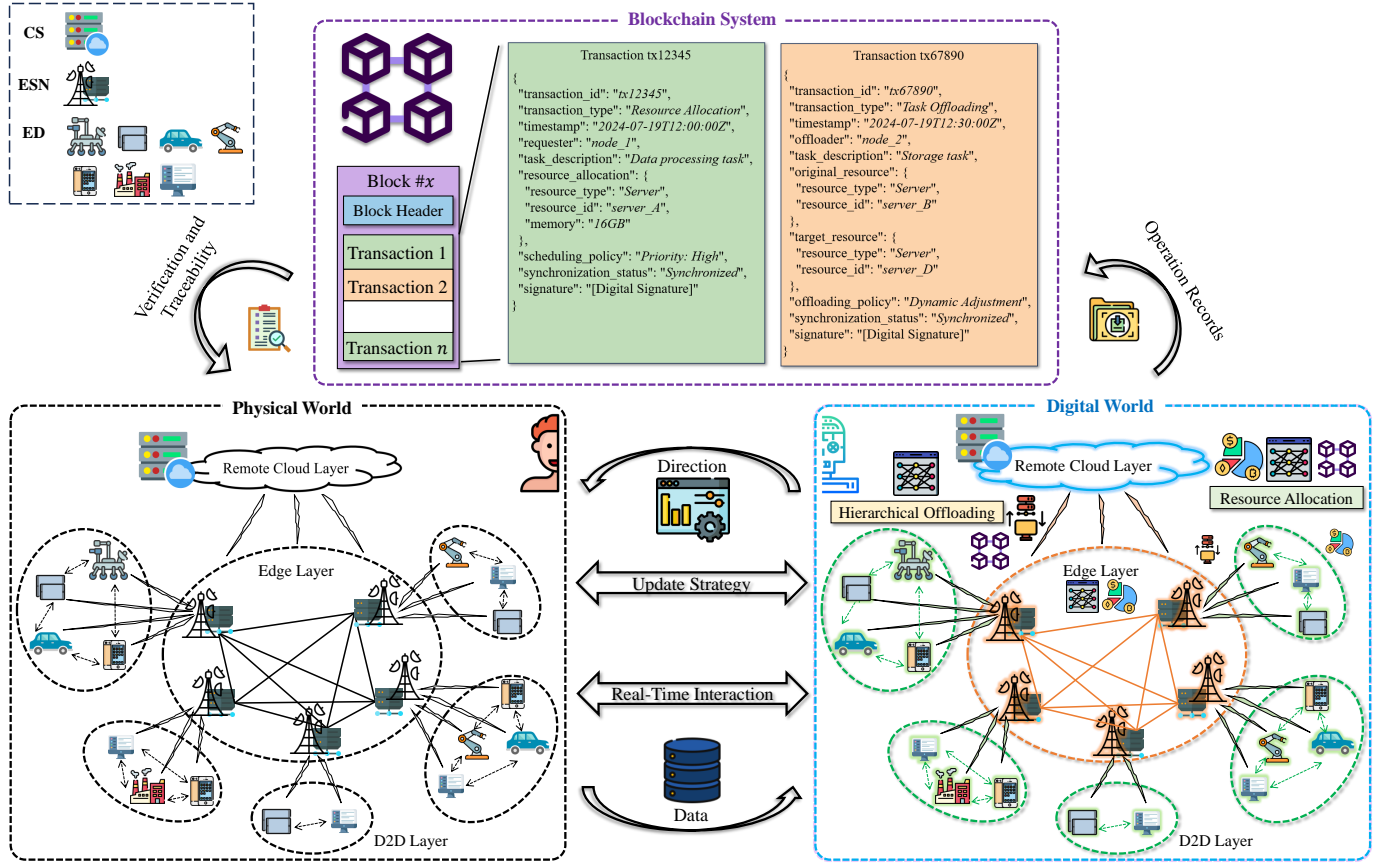 CS
ESN
ED
Blockchain System
Block #x
Block Header
Transaction 1
Transaction 2
Transaction n
Transaction tx12345
{
"transaction_id": "tx12345",
"transaction_type": "Resource Allocation",
"timestamp": "2024-07-19T12:00:00Z",
"requester": "node_1",
"task_description": "Data processing task",
"resource_allocation": {
"resource_type": "Server",
"resource_id": "server_A",
"memory": "16GB"
},
"scheduling_policy": "Priority: High",
"synchronization_status": "Synchronized",
"signature": "[Digital Signature]"
}
Transaction tx67890
{
"transaction_id": "tx67890",
"transaction_type": "Task Offloading",
"timestamp": "2024-07-19T12:30:00Z",
"offloader": "node_2",
"task_description": "Storage task",
"original_resource": {
"resource_type": "Server",
"resource_id": "server_B"
},
"target_resource": {
"resource_type": "Server",
"resource_id": "server_D"
},
"offloading_policy": "Dynamic Adjustment",
"synchronization_status": "Synchronized",
"signature": "[Digital Signature]"
}
Verification and
Traceability
Operation Records
Physical World
Remote Cloud Layer
Edge Layer
D2D Layer
Direction
Update Strategy
Real-Time Interaction
Data
Digital World
Remote Cloud Layer
Hierarchical Offloading
Resource Allocation
Edge Layer
D2D Layer